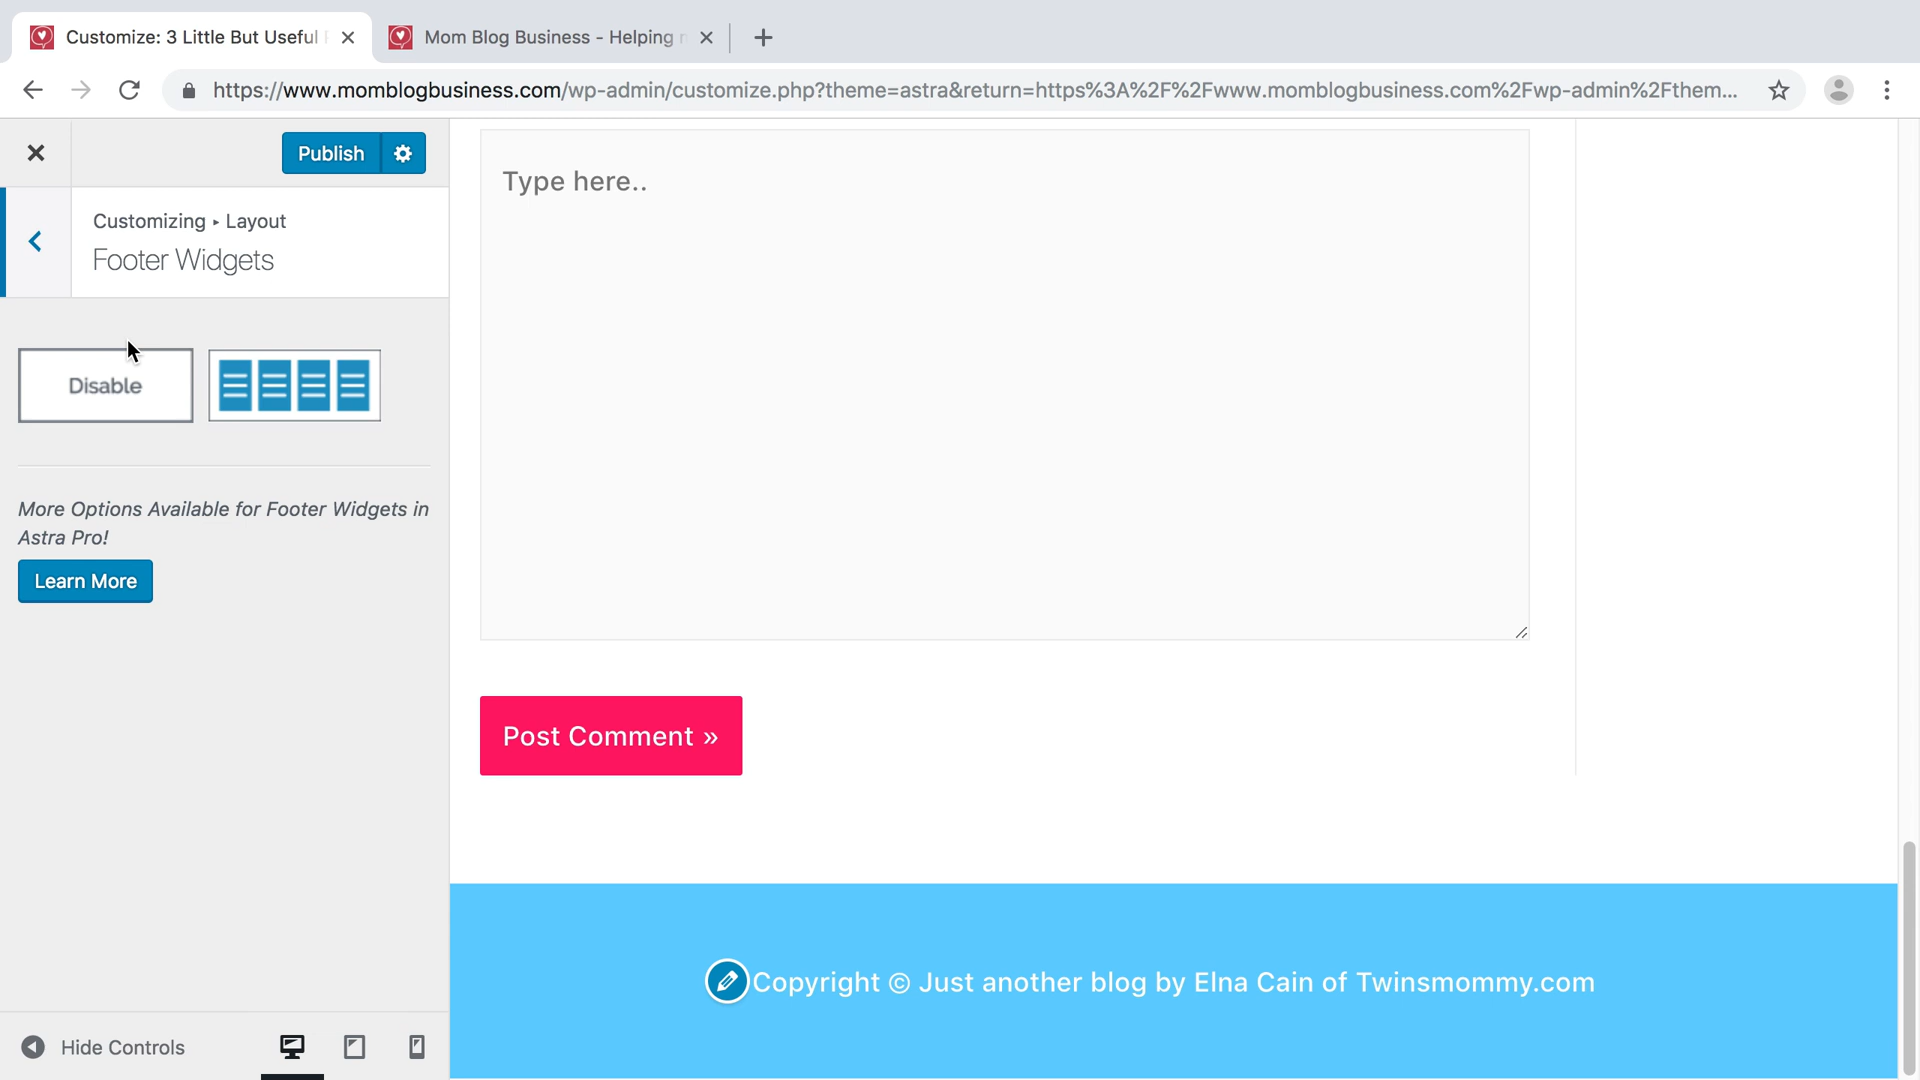 Customize: 3 Little But Useful
Mom Blog Business - Helping
https://www.momblogbusiness.com/wp-admin/customize.php?theme=astra&return=https%3A%2F%2Fwww.momblogbusiness.com%2Fwp-admin%2Fthem...
Publish
Customizing ▸ Layout
Footer Widgets
Disable
More Options Available for Footer Widgets in
Astra Pro!
Learn More
Hide Controls
Type here..
Post Comment »
Copyright © Just another blog by Elna Cain of Twinsmommy.com